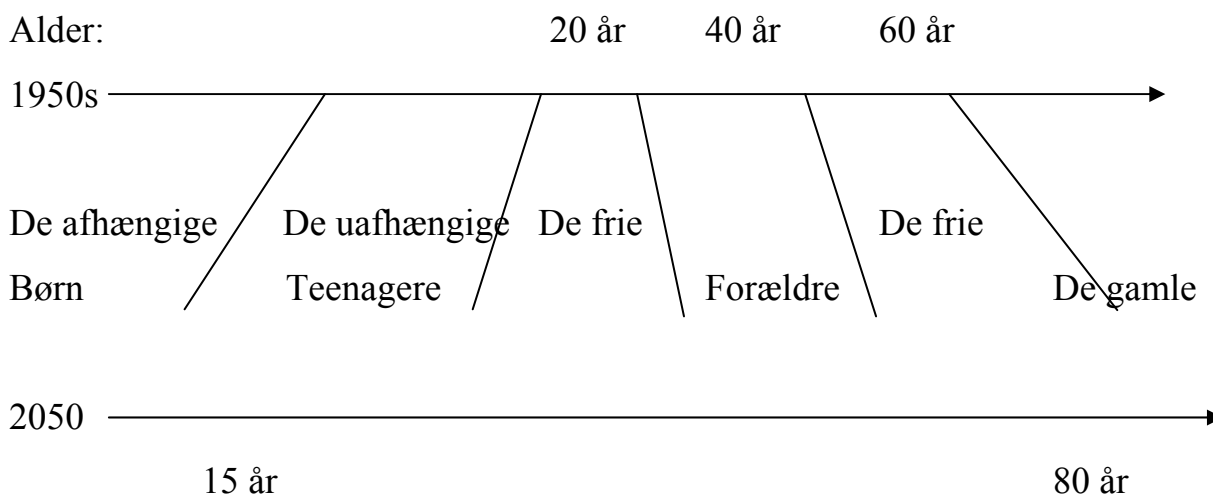 Alder: 20 år 40 år 60 år
1950s
De afhængige De uafhængige De frie De frie
Børn Teenagere Forældre De gamle
2050
15 år 80 år